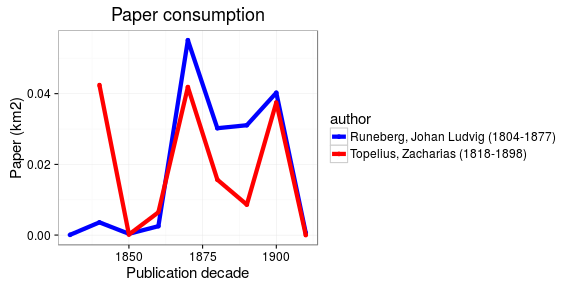 Paper consumption
Paper (km2)
0.04
0.02
0.00
1850 1875 1900
Publication decade
author
Runeberg, Johan Ludvig (1804-1877)
Topelius, Zacharias (1818-1898)